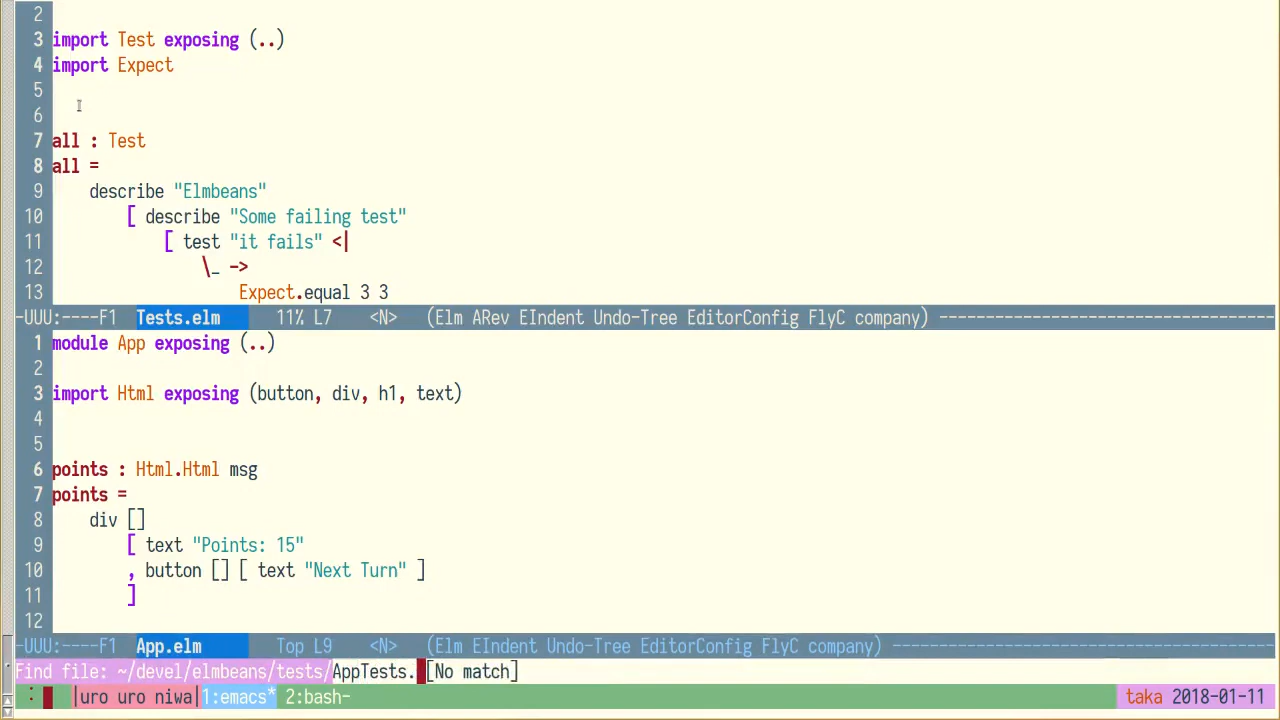 2
3 import Test exposing (..)
4 import Expect
5
6
7 all : Test
8 all =
9     describe "Elmbeans"
10         [ describe "Some failing test"
11             [ test "it fails" <|
12                 \_ ->
13                     Expect.equal 3 3
-UUU:----F1  Tests.elm     11% L7    <N>   (Elm ARev EIndent Undo-Tree EditorConfig FlyC company) ------------------------------------
1 module App exposing (..)
2
3 import Html exposing (button, div, h1, text)
4
5
6 points : Html.Html msg
7 points =
8     div []
9         [ text "Points: 15"
10         , button [] [ text "Next Turn" ]
11         ]
12
-UUU:----F1  App.elm       Top L9    <N>   (Elm EIndent Undo-Tree EditorConfig FlyC company) -----------------------------------------
Find file: ~/devel/elmbeans/tests/AppTests. [No match]
: |uro uro niwa|1:emacs* 2:bash- taka 2018-01-11